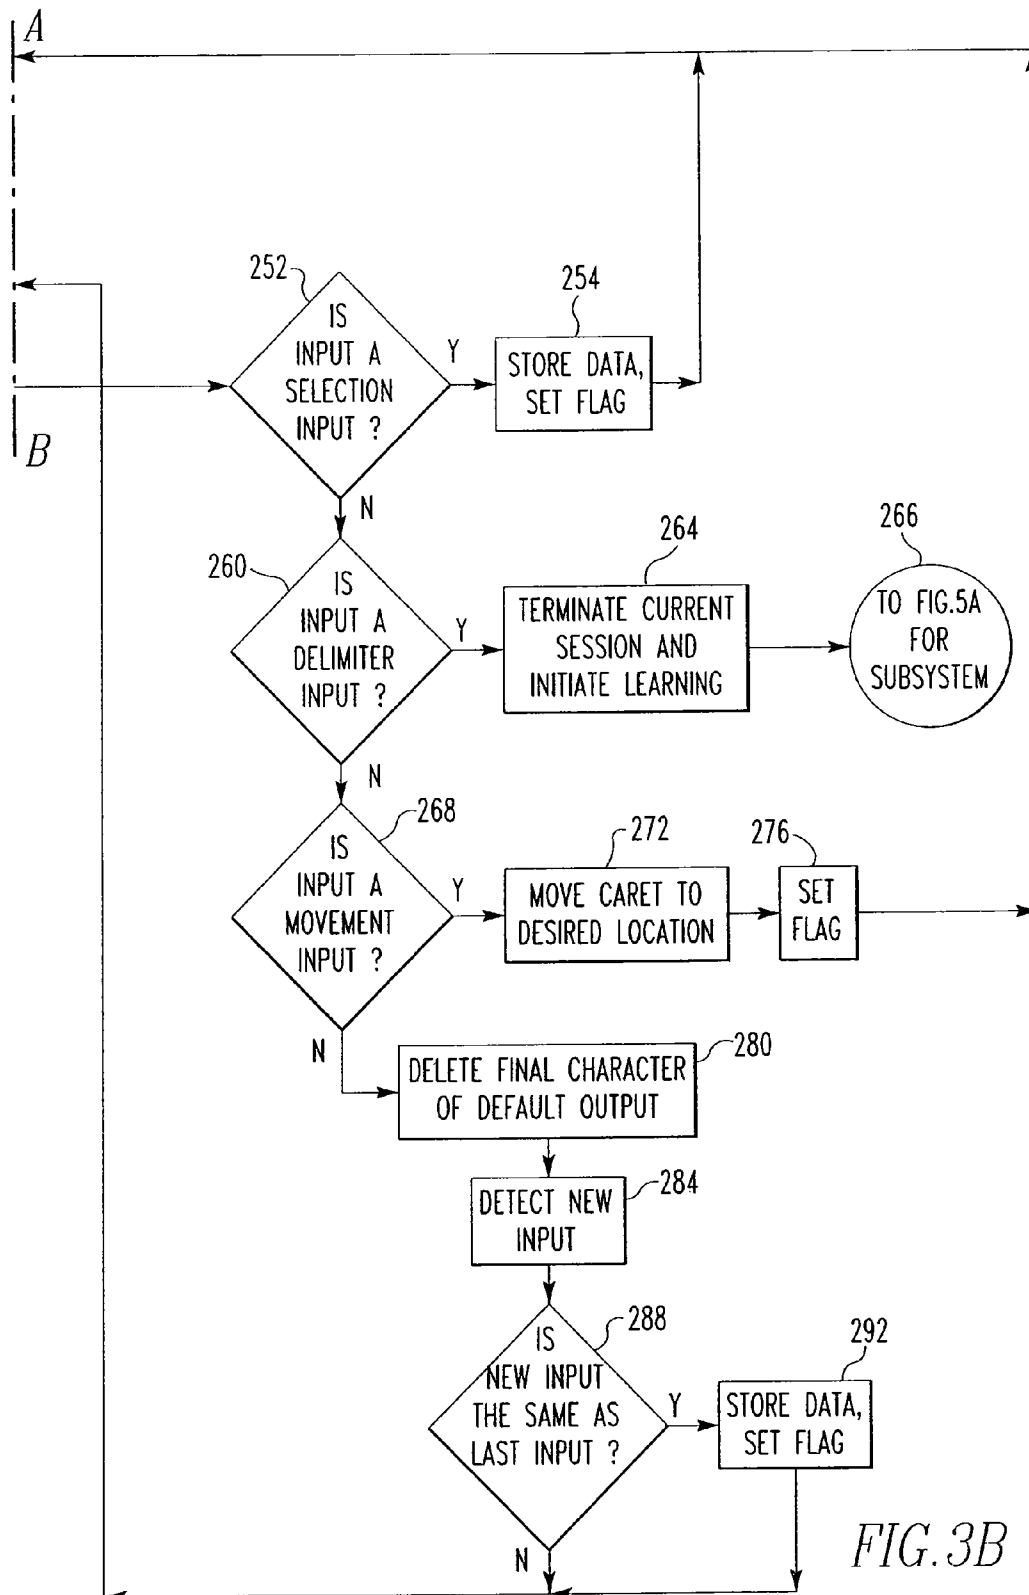 A
252
IS
INPUT A
SELECTION
INPUT ?
Y
254
STORE DATA,
SET FLAG
B
N
260
IS
INPUT A
DELIMITER
INPUT ?
Y
264
TERMINATE CURRENT
SESSION AND
INITIATE LEARNING
266
TO FIG.5A
FOR
SUBSYSTEM
N
268
IS
INPUT A
MOVEMENT
INPUT ?
Y
272
MOVE CARET TO
DESIRED LOCATION
276
SET
FLAG
N
280
DELETE FINAL CHARACTER
OF DEFAULT OUTPUT
284
DETECT NEW
INPUT
288
IS
NEW INPUT
THE SAME AS
LAST INPUT ?
Y
292
STORE DATA,
SET FLAG
N
FIG.3B